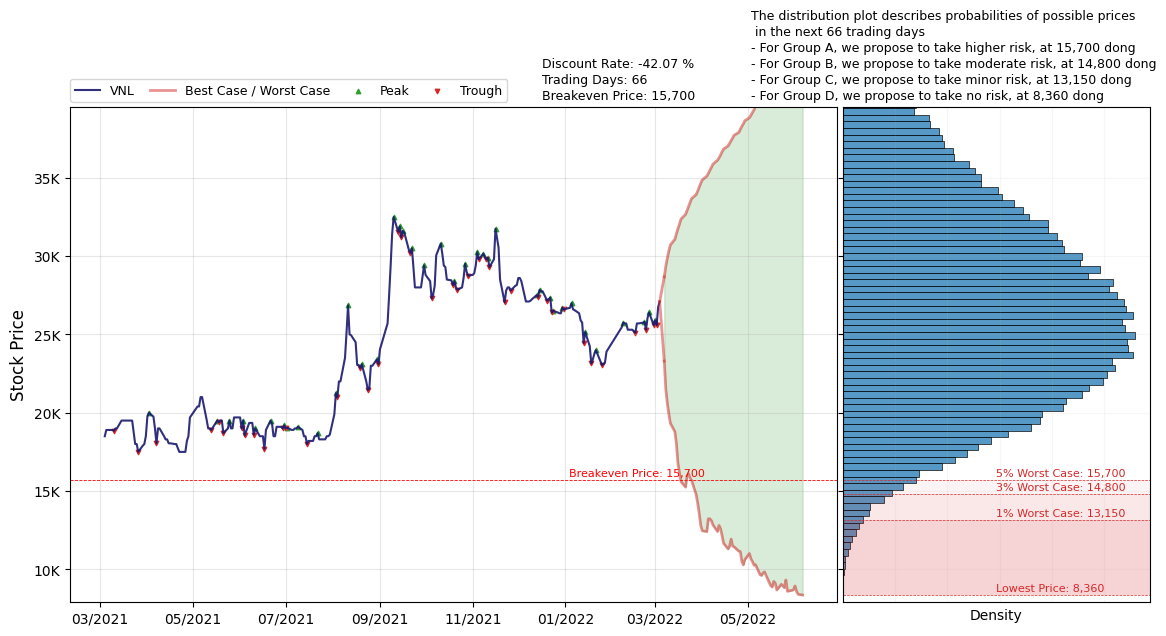 The distribution plot describes probabilities of possible prices
in the next 66 trading days
- For Group A, we propose to take higher risk, at 15,700 dong
- For Group B, we propose to take moderate risk, at 14,800 dong
- For Group C, we propose to take minor risk, at 13,150 dong
- For Group D, we propose to take no risk, at 8,360 dong
Discount Rate: -42.07 %
Trading Days: 66
Breakeven Price: 15,700
VNL
Best Case / Worst Case
Peak
Trough
Stock Price
35K
30K
25K
20K
15K
10K
Breakeven Price: 15,700
03/2021
05/2021
07/2021
09/2021
11/2021
01/2022
03/2022
05/2022
5% Worst Case: 15,700
3% Worst Case: 14,800
1% Worst Case: 13,150
Lowest Price: 8,360
Density